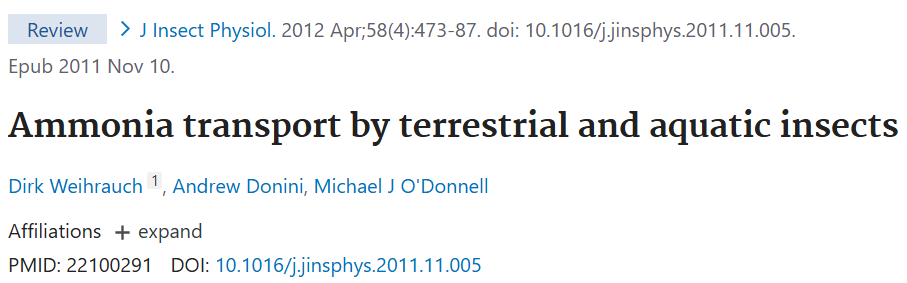 Review > J Insect Physiol. 2012 Apr;58(4):473-87. doi: 10.1016/j.jinsphys.2011.11.005.
Epub 2011 Nov 10.
Ammonia transport by terrestrial and aquatic insects
Dirk Weihrauch 1, Andrew Donini, Michael J O'Donnell
Affiliations + expand
PMID: 22100291 DOI: 10.1016/j.jinsphys.2011.11.005